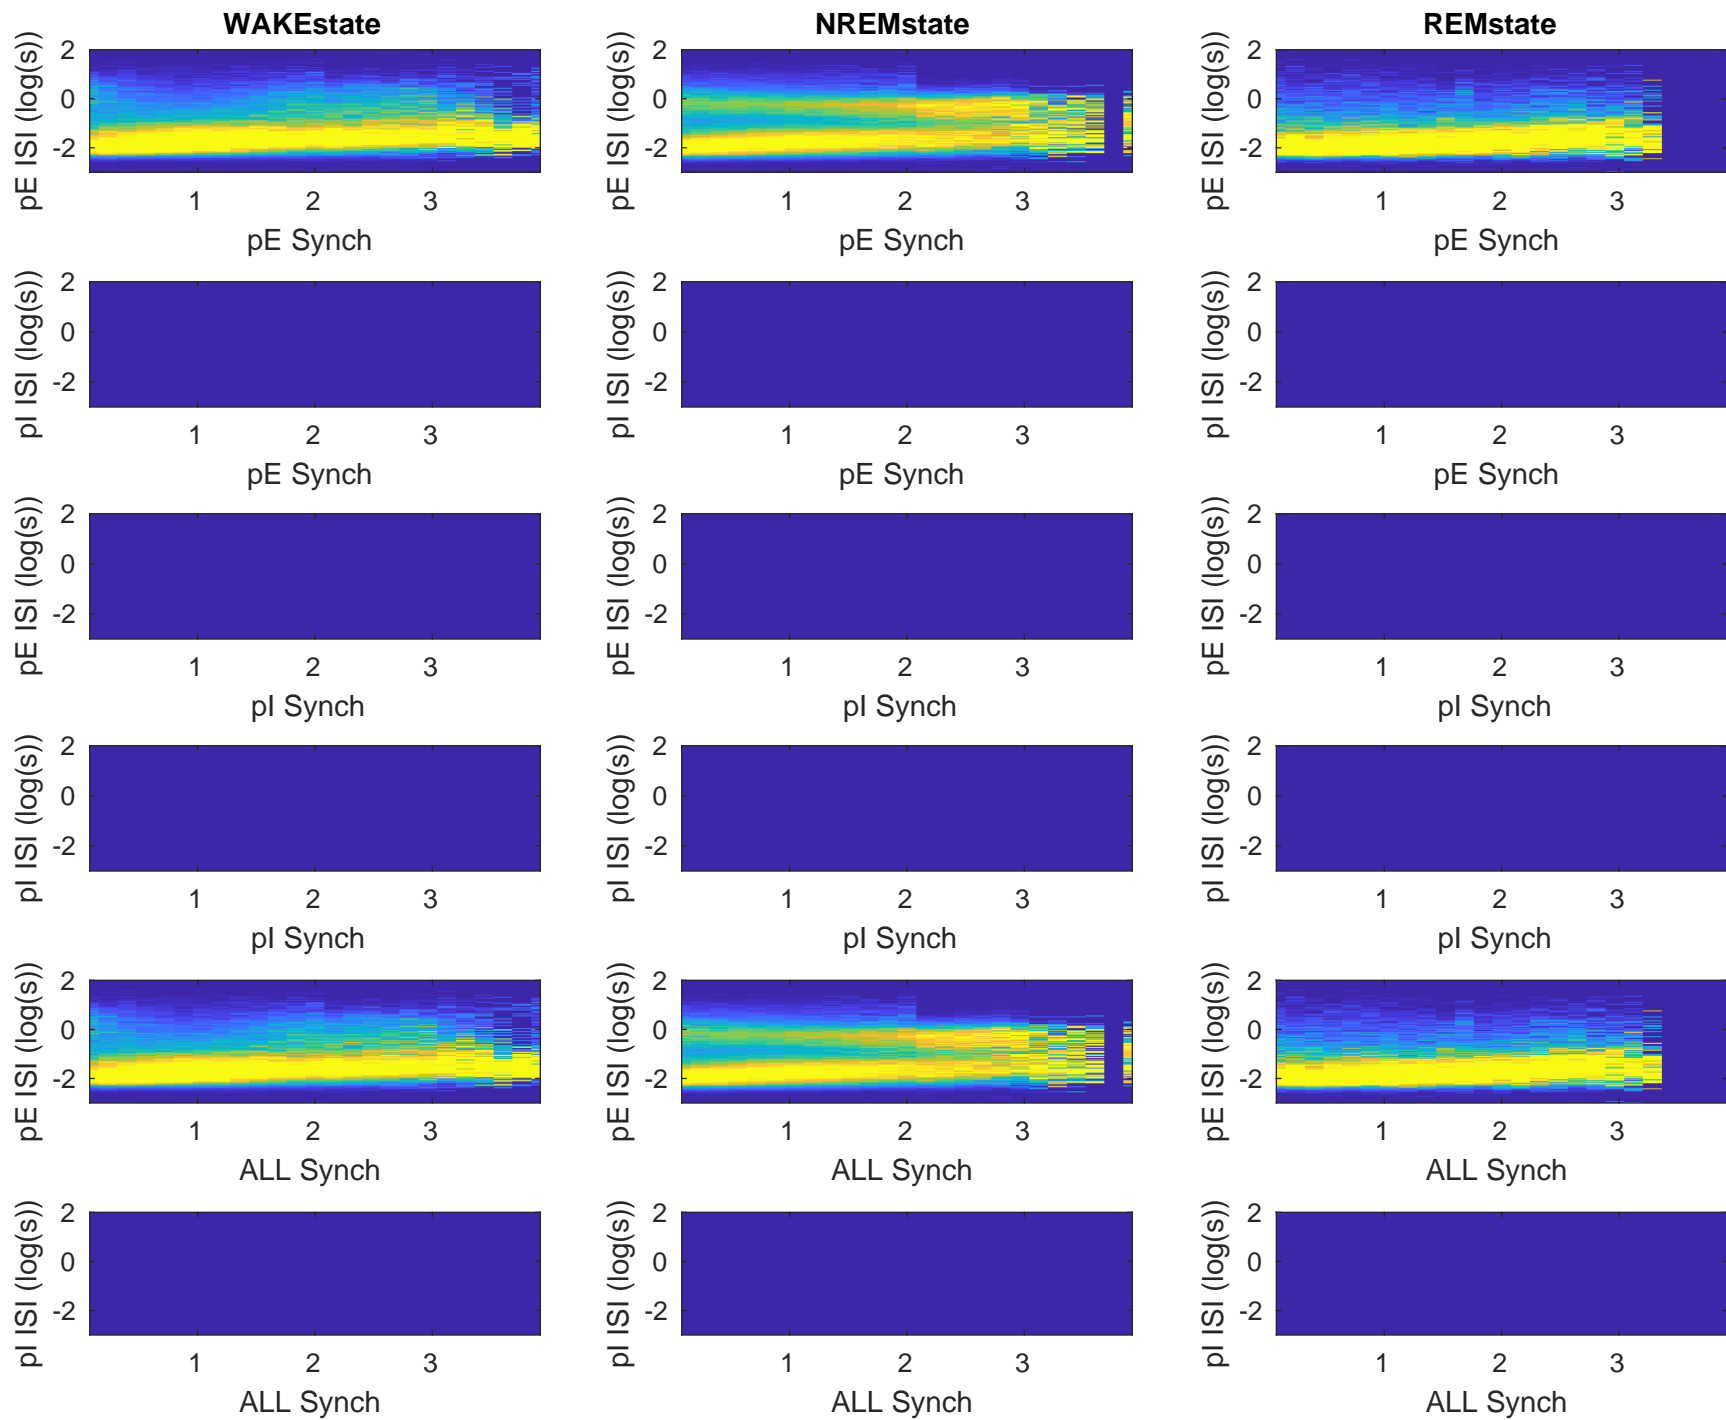 WAKEstate NREMstate REMstate
pE ISI (log(s)) 2 0 -2 pE ISI (log(s)) 2 0 -2 pE ISI (log(s)) 2 0 -2
1 2 3 1 2 3 1 2 3
pE Synch pE Synch pE Synch
pI ISI (log(s)) 2 0 -2 pI ISI (log(s)) 2 0 -2 pI ISI (log(s)) 2 0 -2
1 2 3 1 2 3 1 2 3
pE Synch pE Synch pE Synch
pE ISI (log(s)) 2 0 -2 pE ISI (log(s)) 2 0 -2 pE ISI (log(s)) 2 0 -2
1 2 3 1 2 3 1 2 3
pI Synch pI Synch pI Synch
pI ISI (log(s)) 2 0 -2 pI ISI (log(s)) 2 0 -2 pI ISI (log(s)) 2 0 -2
1 2 3 1 2 3 1 2 3
pI Synch pI Synch pI Synch
pE ISI (log(s)) 2 0 -2 pE ISI (log(s)) 2 0 -2 pE ISI (log(s)) 2 0 -2
1 2 3 1 2 3 1 2 3
ALL Synch ALL Synch ALL Synch
pI ISI (log(s)) 2 0 -2 pI ISI (log(s)) 2 0 -2 pI ISI (log(s)) 2 0 -2
1 2 3 1 2 3 1 2 3
ALL Synch ALL Synch ALL Synch